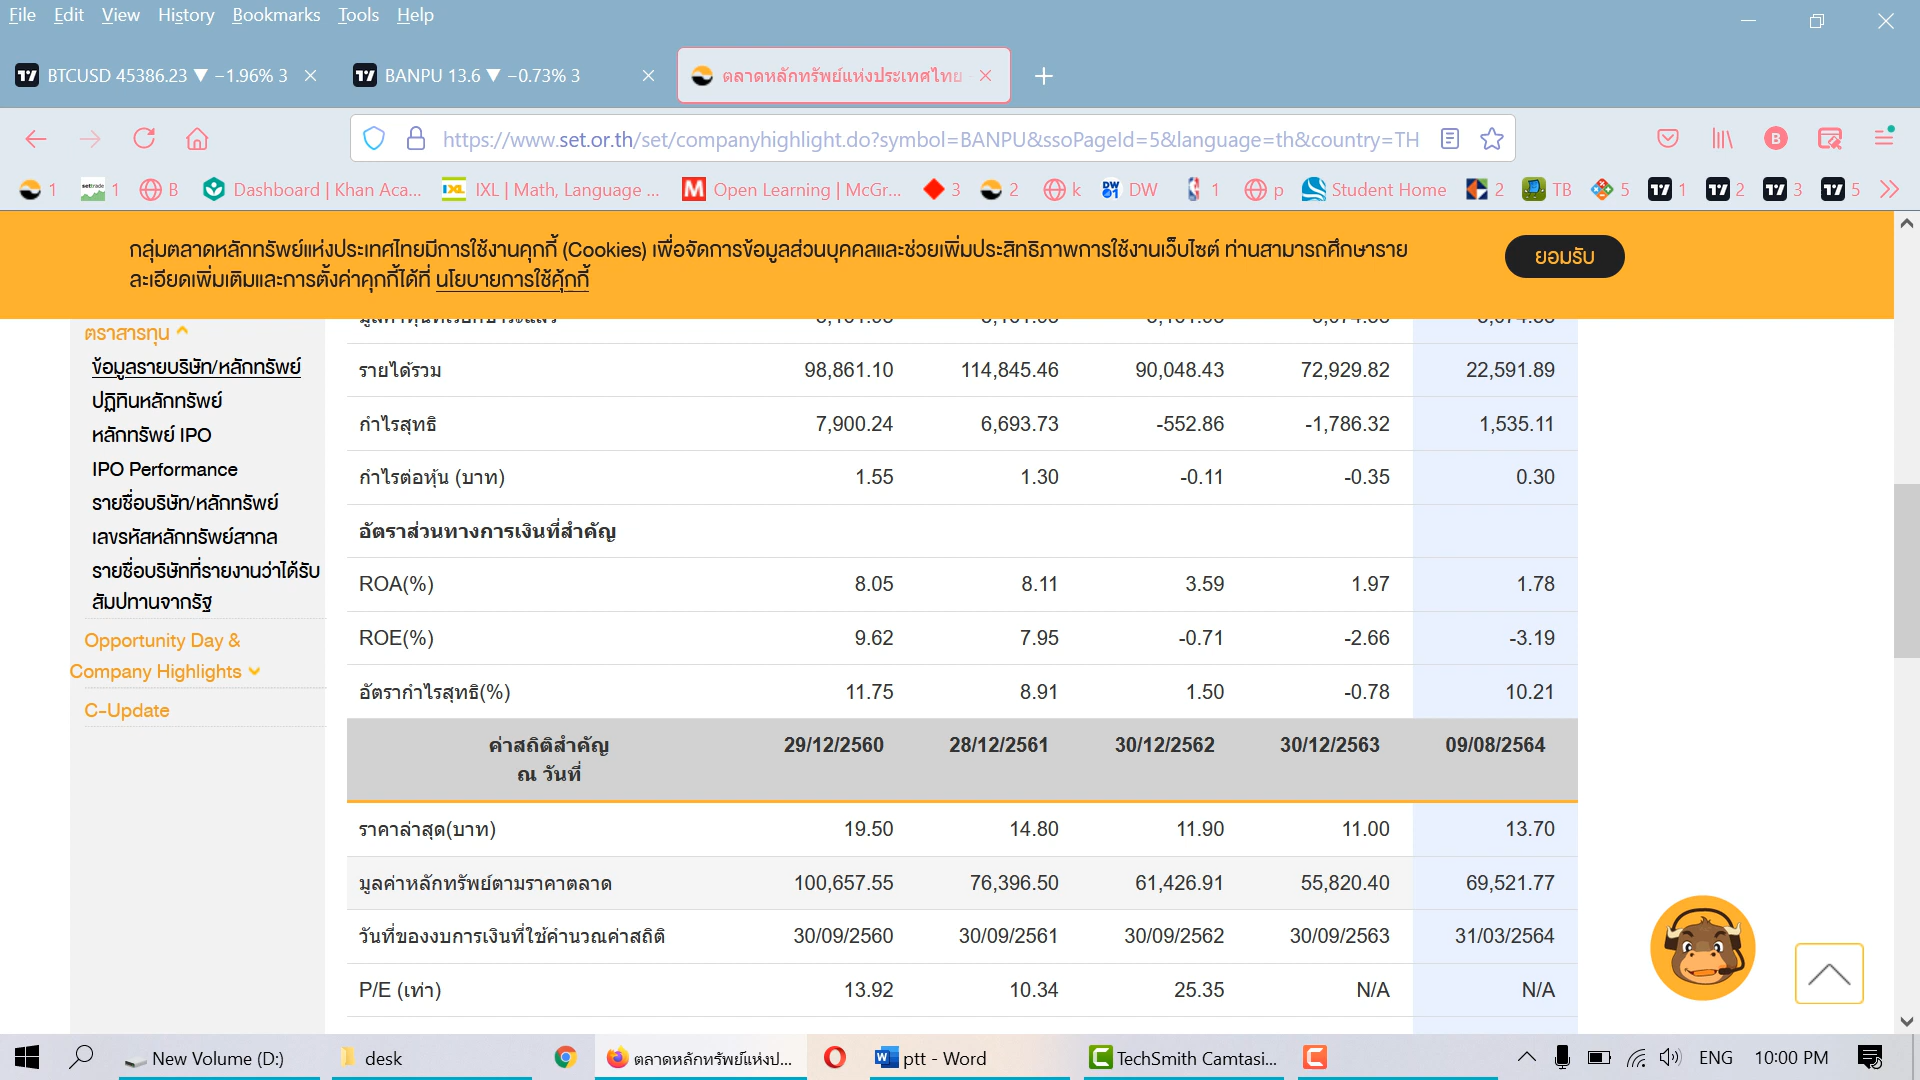 File Edit View History Bookmarks Tools Help
BTCUSD 45386.23 ▼ −1.96% 3
BANPU 13.6 ▼ −0.73% 3
ตลาดหลักทรัพย์แห่งประเทศไทย
https://www.set.or.th/set/companyhighlight.do?symbol=BANPU&ssoPageId=5&language=th&country=TH
1 settrade 1 B Dashboard | Khan Aca... IXL | Math, Language ... Open Learning | McGr... 3 2 k DW 1 p Student Home 2 TB 5 1 2 3 5
กลุ่มตลาดหลักทรัพย์แห่งประเทศไทยมีการใช้งานคุกกี้ (Cookies) เพื่อจัดการข้อมูลส่วนบุคคลและช่วยเพิ่มประสิทธิภาพการใช้งานเว็บไซต์ ท่านสามารถศึกษาราย
ละเอียดเพิ่มเติมและการตั้งค่าคุกกี้ได้ที่ นโยบายการใช้คุ้กกี้
ยอมรับ
ตราสารทุน
ข้อมูลรายบริษัท/หลักทรัพย์
ปฏิทินหลักทรัพย์
หลักทรัพย์ IPO
IPO Performance
รายชื่อบริษัท/หลักทรัพย์
เลขรหัสหลักทรัพย์สากล
รายชื่อบริษัทที่รายงานว่าได้รับ
สัมปทานจากรัฐ
Opportunity Day &
Company Highlights
C-Update
รายได้รวม 98,861.10 114,845.46 90,048.43 72,929.82 22,591.89
กำไรสุทธิ 7,900.24 6,693.73 -552.86 -1,786.32 1,535.11
กำไรต่อหุ้น (บาท) 1.55 1.30 -0.11 -0.35 0.30
อัตราส่วนทางการเงินที่สำคัญ
ROA(%) 8.05 8.11 3.59 1.97 1.78
ROE(%) 9.62 7.95 -0.71 -2.66 -3.19
อัตรากำไรสุทธิ(%) 11.75 8.91 1.50 -0.78 10.21
ค่าสถิติสำคัญ
ณ วันที่ 29/12/2560 28/12/2561 30/12/2562 30/12/2563 09/08/2564
ราคาล่าสุด(บาท) 19.50 14.80 11.90 11.00 13.70
มูลค่าหลักทรัพย์ตามราคาตลาด 100,657.55 76,396.50 61,426.91 55,820.40 69,521.77
วันที่ของงบการเงินที่ใช้คำนวณค่าสถิติ 30/09/2560 30/09/2561 30/09/2562 30/09/2563 31/03/2564
P/E (เท่า) 13.92 10.34 25.35 N/A N/A
New Volume (D:) desk ตลาดหลักทรัพย์แห่งป... ptt - Word TechSmith Camtasi... ENG 10:00 PM